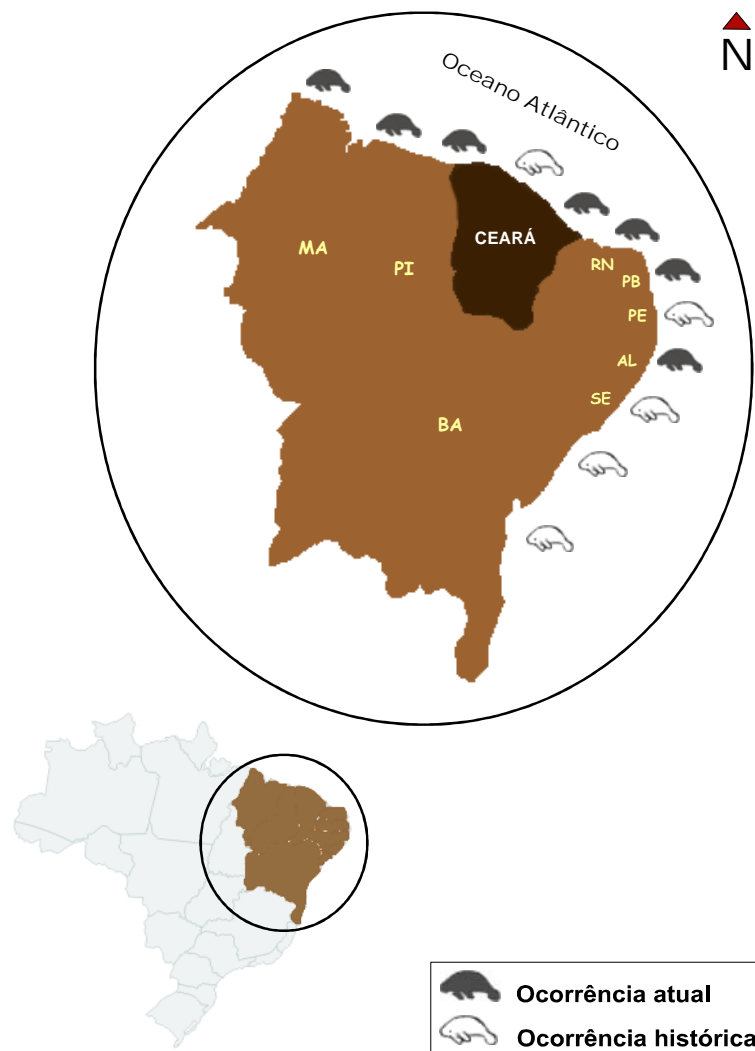 N
Oceano Atlântico
CEARÁ
MA
PI
RN
PB
PE
AL
SE
BA
Ocorrência atual
Ocorrência histórica